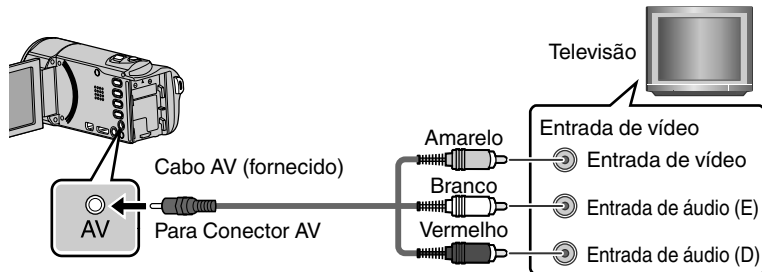 Televisão
Entrada de vídeo
Amarelo
Entrada de vídeo
Cabo AV (fornecido)
Branco
Entrada de áudio (E)
AV
Para Conector AV
Vermelho
Entrada de áudio (D)